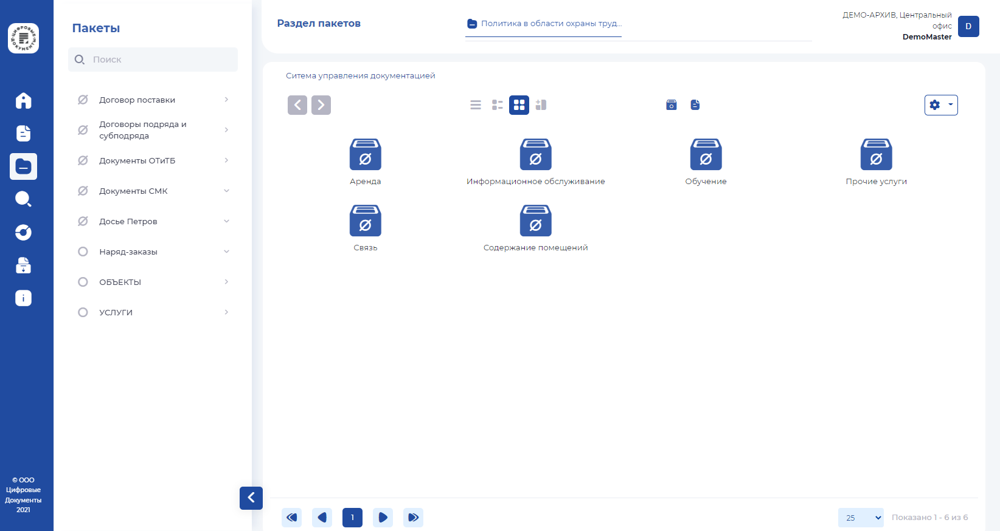 ЦИФРОВЫЕ ДОКУМЕНТЫ
© ООО
Цифровые
Документы
2021
Пакеты
Поиск
Договор поставки
Договоры подряда и
субподряда
Документы ОТиТБ
Документы СМК
Досье Петров
Наряд-заказы
ОБЪЕКТЫ
УСЛУГИ
Раздел пакетов
Политика в области охраны труд...
ДЕМО-АРХИВ, Центральный
офис
DemoMaster
D
Ситема управления документацией
Аренда
Информационное обслуживание
Обучение
Прочие услуги
Связь
Содержание помещений
1
25
Показано 1 - 6 из 6